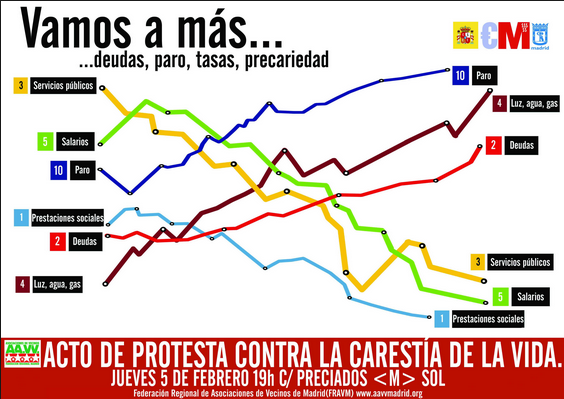 Vamos a más...
...deudas, paro, tasas, precariedad
€M
madrid
3 Servicios públicos
5 Salarios
10 Paro
1 Prestaciones sociales
2 Deudas
4 Luz, agua, gas
10 Paro
4 Luz, agua, gas
2 Deudas
3 Servicios públicos
5 Salarios
1 Prestaciones sociales
AA.VV.
ACTO DE PROTESTA CONTRA LA CARESTÍA DE LA VIDA.
JUEVES 5 DE FEBRERO 19h C/ PRECIADOS <M> SOL
Federación Regional de Asociaciones de Vecinos de Madrid(FRAVM) www.aavvmadrid.org